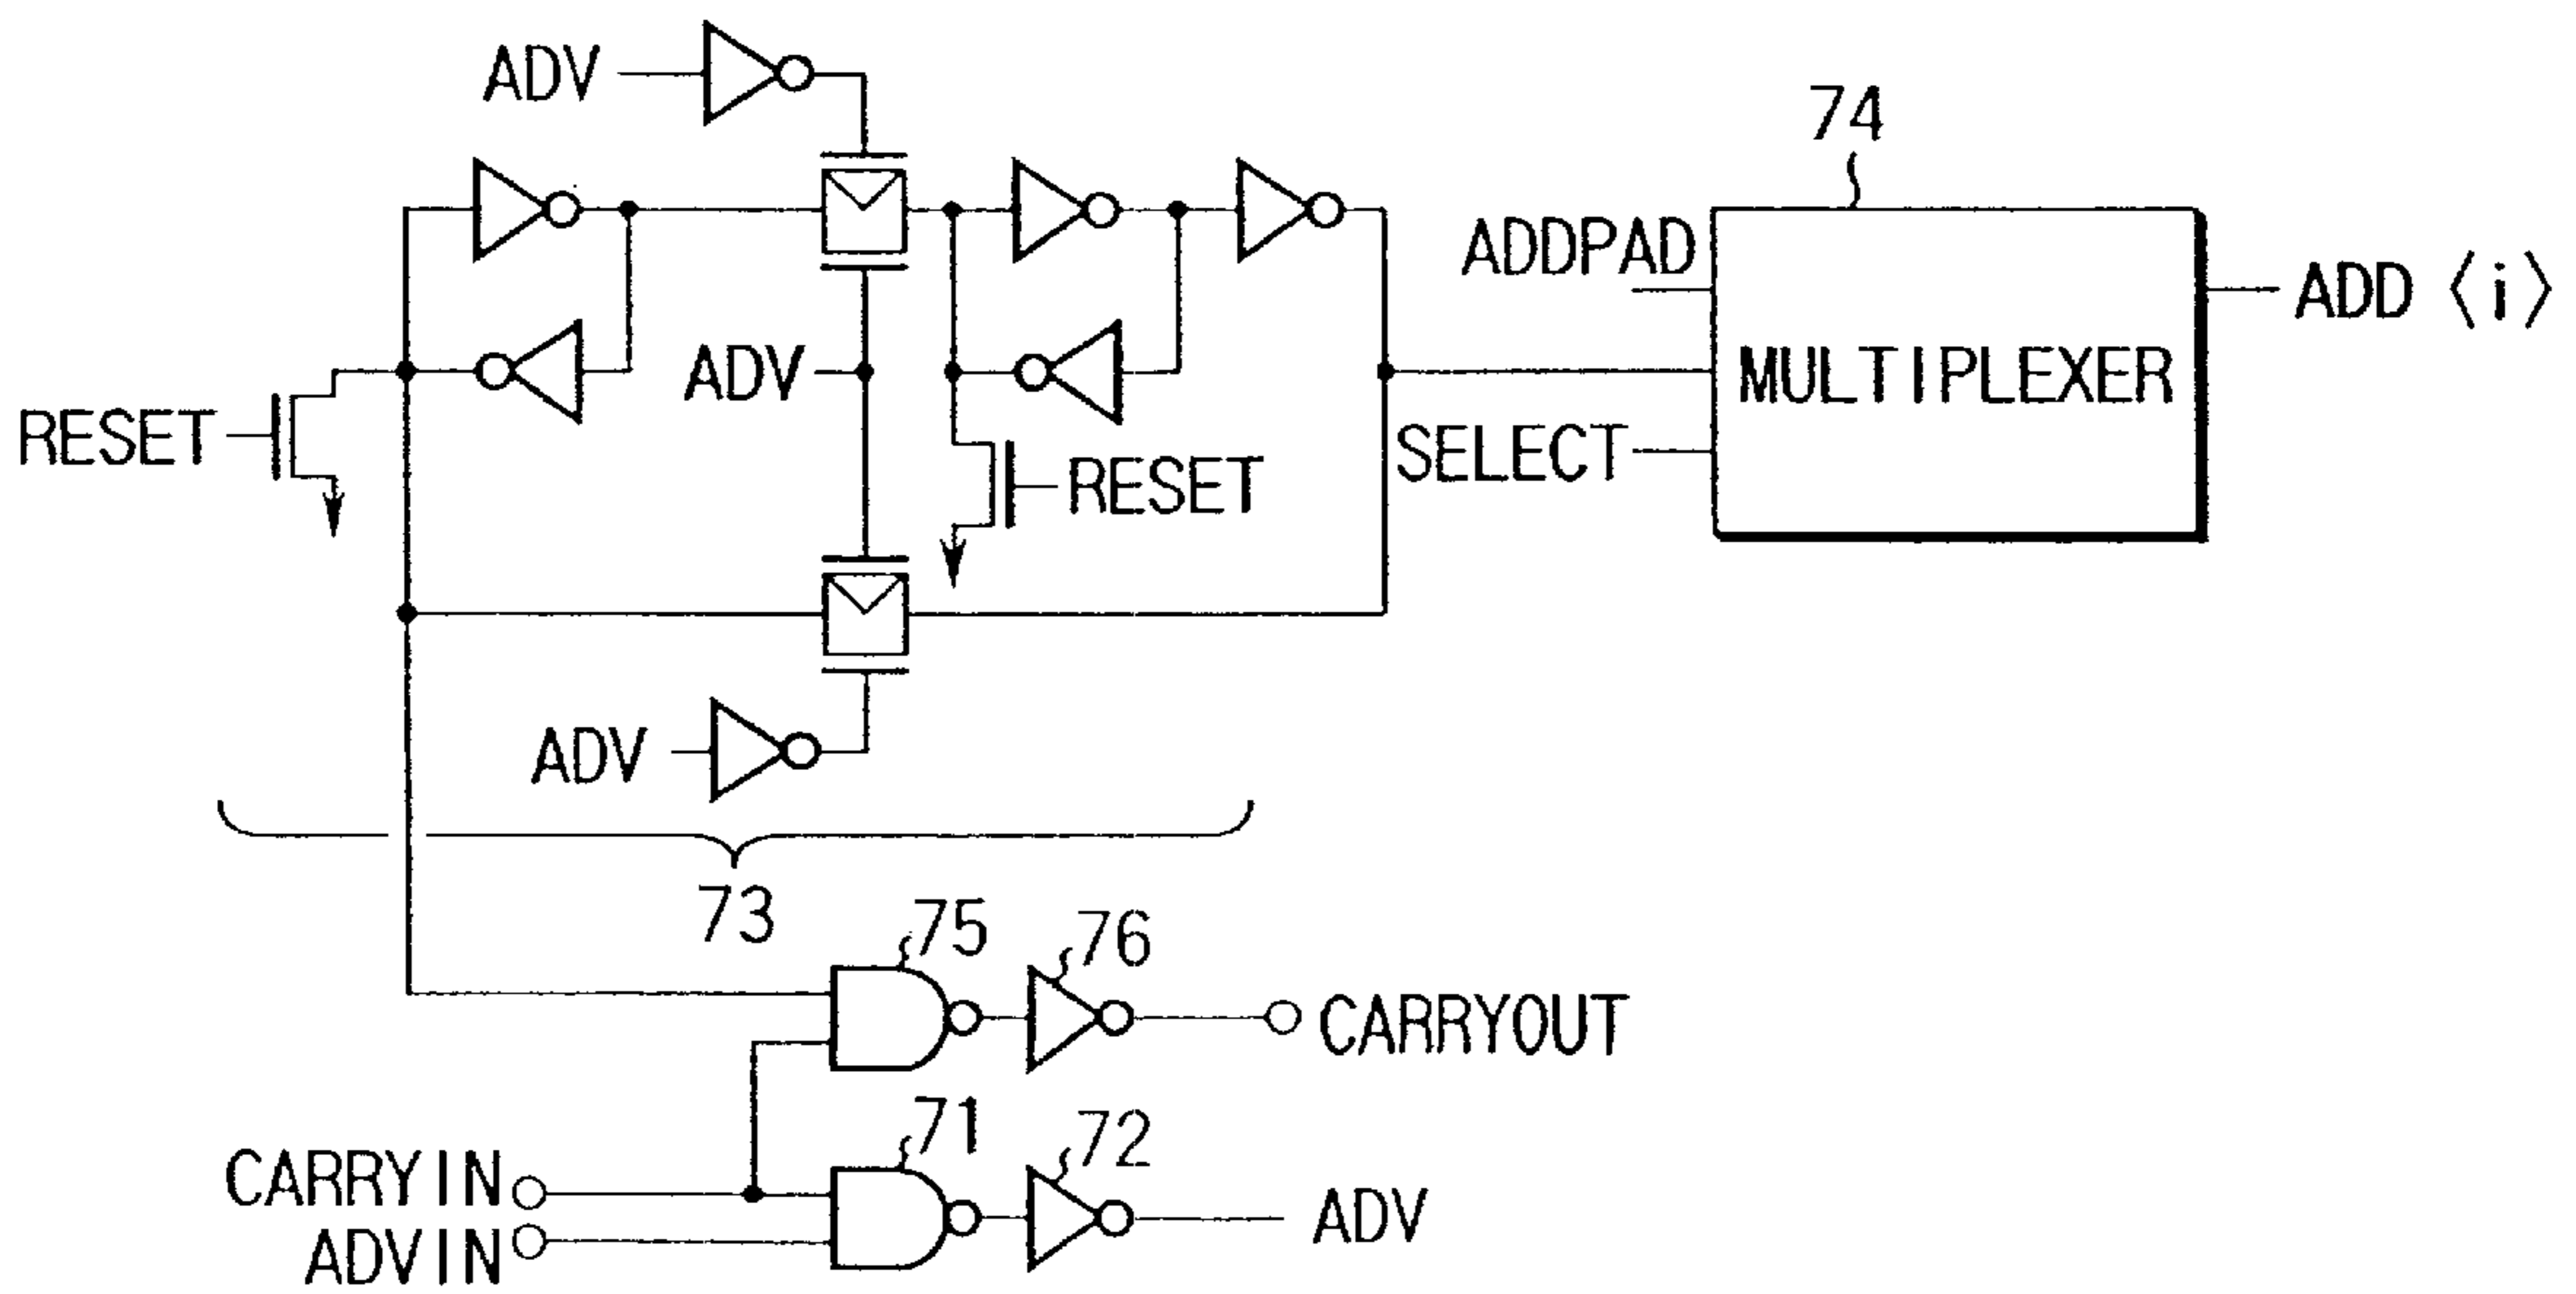 ADV
74
ADDPAD
ADD 〈i〉
ADV
MULTIPLEXER
RESET
SELECT
RESET
ADV
73
75
76
CARRYOUT
71
72
CARRYIN
ADV
ADVIN